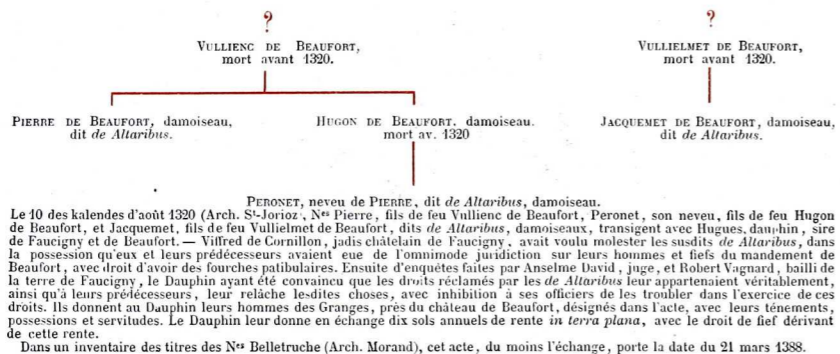 ?
VULLIENC DE BEAUFORT,
mort avant 1320.
?
VULLIELMET DE BEAUFORT,
mort avant 1320.
PIERRE DE BEAUFORT, damoiseau,
dit de Altaribus.
HUGON DE BEAUFORT. damoiseau.
mort av. 1320
JACQUEMET DE BEAUFORT, damoiseau,
dit de Altaribus.
PERONET, neveu de PIERRE, dit de Altaribus, damoiseau.
Le 10 des kalendes d'août 1320 (Arch. St-Jorioz, Nes Pierre, fils de feu Vullienc de Beaufort, Peronet, son neveu, fils de feu Hugon
de Beaufort, et Jacquemet, fils de feu Vullielmet de Beaufort, dits de Altaribus, damoiseaux, transigent avec Hugues, dauphin, sire
de Faucigny et de Beaufort. — Vilfred de Cornillon, jadis châtelain de Faucigny, avait voulu molester les susdits de Altaribus, dans
la possession qu'eux et leurs prédécesseurs avaient eue de l'omnimode juridiction sur leurs hommes et fiefs du mandement de
Beaufort, avec droit d'avoir des fourches patibulaires. Ensuite d'enquêtes faites par Anselme David, juge, et Robert Vagnard, bailli de
la terre de Faucigny, le Dauphin ayant été convaincu que les droits réclamés par les de Altaribus leur appartenaient véritablement,
ainsi qu'à leurs prédécesseurs, leur relâche lesdites choses, avec inhibition à ses officiers de les troubler dans l'exercice de ces
droits. Ils donnent au Dauphin leurs hommes des Granges, près du château de Beaufort, désignés dans l'acte, avec leurs ténements,
possessions et servitudes. Le Dauphin leur donne en échange dix sols annuels de rente in terra plana, avec le droit de fief dérivant
de cette rente.
Dans un inventaire des titres des Nes Belletruche (Arch. Morand), cet acte, du moins l'échange, porte la date du 21 mars 1388.